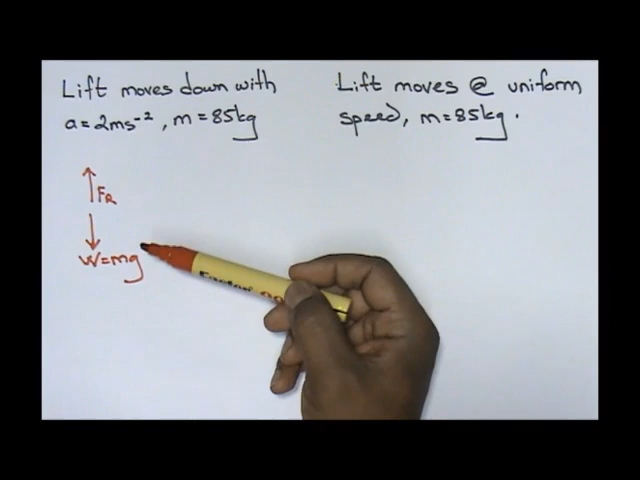 Lift moves down with
a=2ms⁻², m=85kg
Lift moves @ uniform
speed, m=85kg.
FR
W=mg